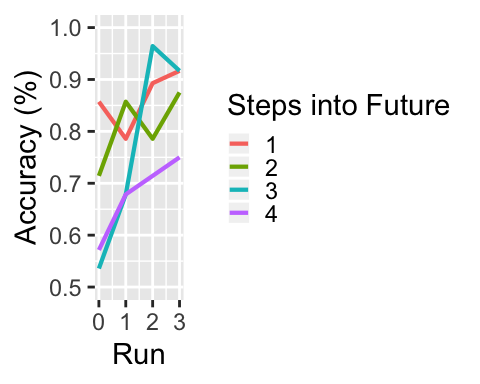 1.0
0.9
0.8
0.7
0.6
0.5
Accuracy (%)
0 1 2 3
Run
Steps into Future
1
2
3
4